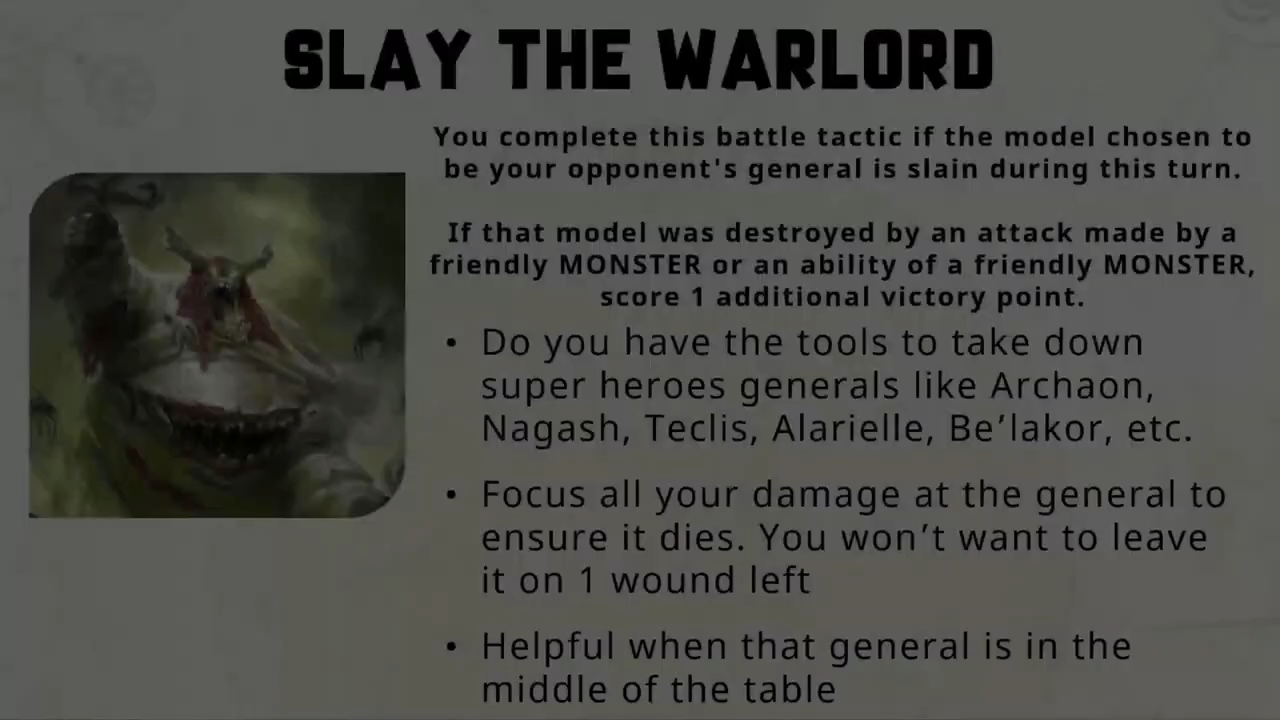 SLAY THE WARLORD
You complete this battle tactic if the model chosen to
be your opponent's general is slain during this turn.
If that model was destroyed by an attack made by a
friendly MONSTER or an ability of a friendly MONSTER,
score 1 additional victory point.
• Do you have the tools to take down
super heroes generals like Archaon,
Nagash, Teclis, Alarielle, Be’lakor, etc.
• Focus all your damage at the general to
ensure it dies. You won’t want to leave
it on 1 wound left
• Helpful when that general is in the
middle of the table